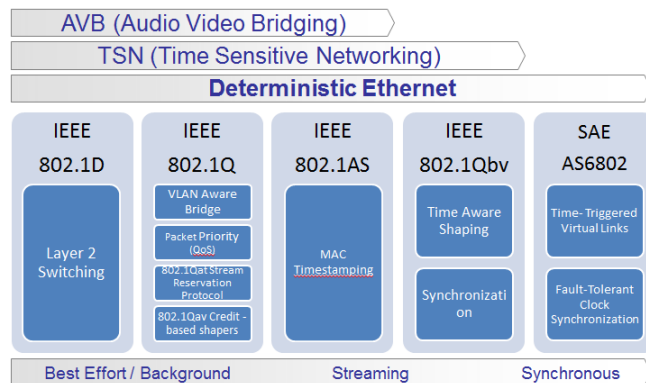 AVB (Audio Video Bridging)
TSN (Time Sensitive Networking)
Deterministic Ethernet
IEEE
802.1D
Layer 2
Switching
IEEE
802.1Q
VLAN Aware
Bridge
Packet Priority
(QoS)
802.1Qat Stream
Reservation
Protocol
802.1Qav Credit -
based shapers
IEEE
802.1AS
MAC
Timestamping
IEEE
802.1Qbv
Time Aware
Shaping
Synchronizati
on
SAE
AS6802
Time- Triggered
Virtual Links
Fault-Tolerant
Clock
Synchronization
Best Effort / Background Streaming Synchronous